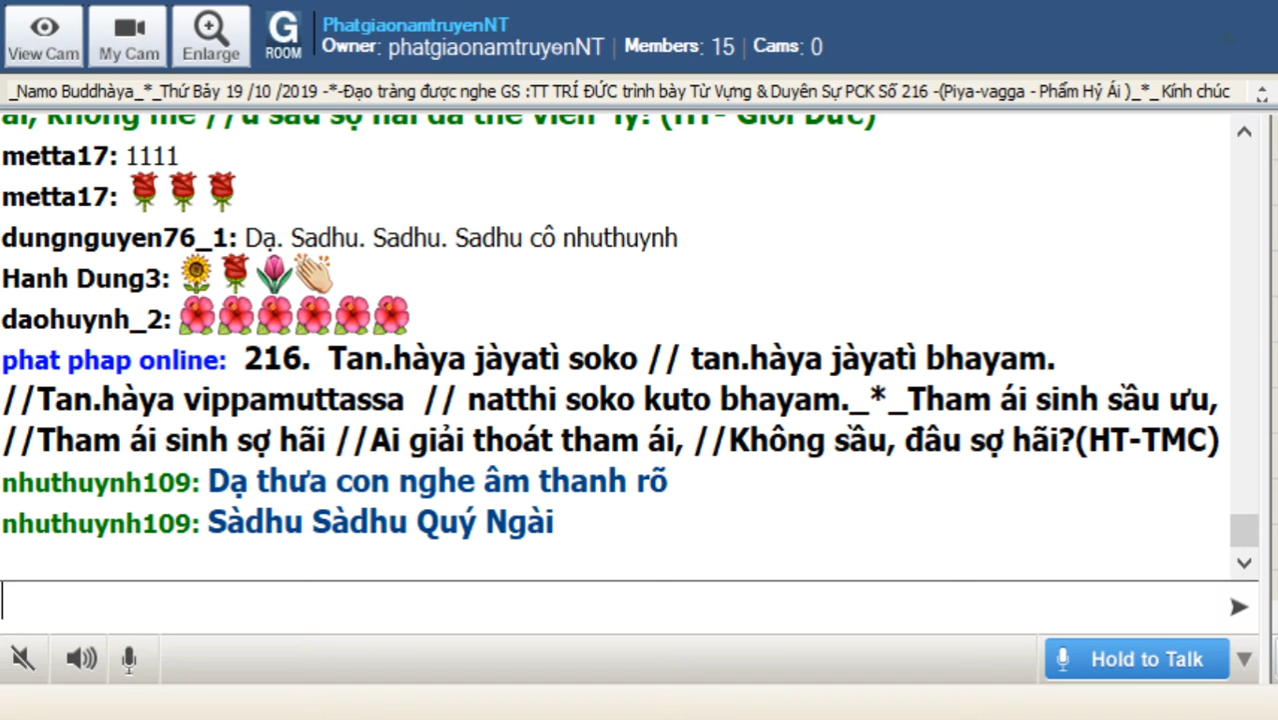 View Cam
My Cam
Enlarge
G
ROOM
PhatgiaonamtruyenNT
Owner: phatgiaonamtruyenNT | Members: 15 | Cams: 0
_Namo Buddhàya_*_Thứ Bảy 19 /10 /2019 -*-Đạo tràng được nghe GS :TT TRÍ ĐỨC trình bày Từ Vựng & Duyên Sự PCK Số 216 -(Piya-vagga - Phẩm Hỷ Ái )_*_ Kính chúc
metta17: 1111
metta17:
dungnguyen76_1: Dạ. Sadhu. Sadhu. Sadhu cô nhuthuynh
Hanh Dung3:
daohuynh_2:
phat phap online: 216. Tan.hàya jàyatì soko // tan.hàya jàyatì bhayam.
//Tan.hàya vippamuttassa // natthi soko kuto bhayam._*_Tham ái sinh sầu ưu,
//Tham ái sinh sợ hãi //Ai giải thoát tham ái, //Không sầu, đâu sợ hãi?(HT-TMC)
nhuthuynh109: Dạ thưa con nghe âm thanh rõ
nhuthuynh109: Sàdhu Sàdhu Quý Ngài
Hold to Talk